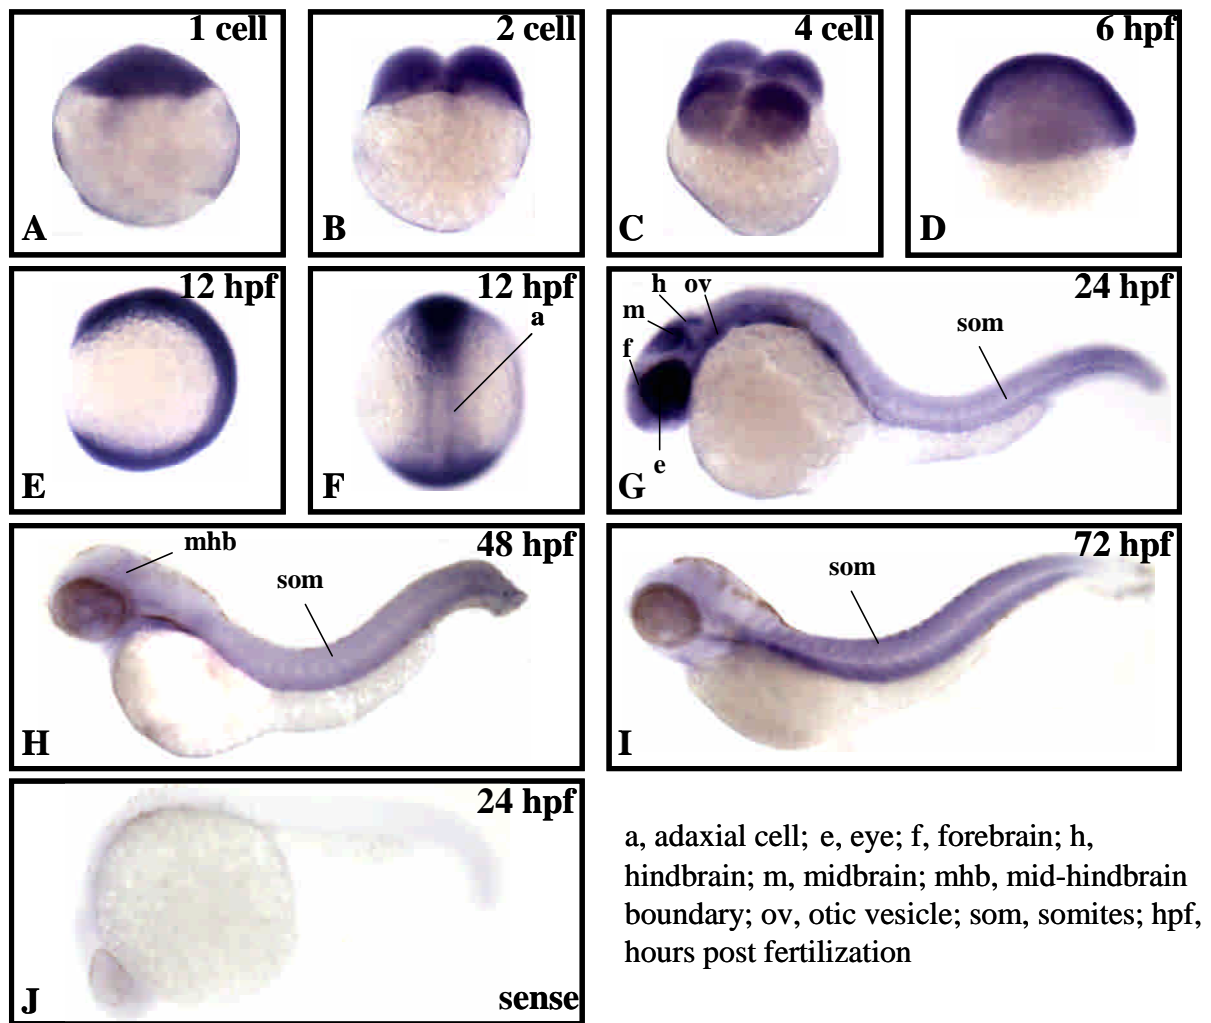 1 cell
A
2 cell
B
4 cell
C
6 hpf
D
12 hpf
E
12 hpf
a
F
24 hpf
h ov
m
f
som
e
G
48 hpf
mhb
som
H
72 hpf
som
I
24 hpf
J
sense
a, adaxial cell; e, eye; f, forebrain; h,
hindbrain; m, midbrain; mhb, mid-hindbrain
boundary; ov, otic vesicle; som, somites; hpf,
hours post fertilization